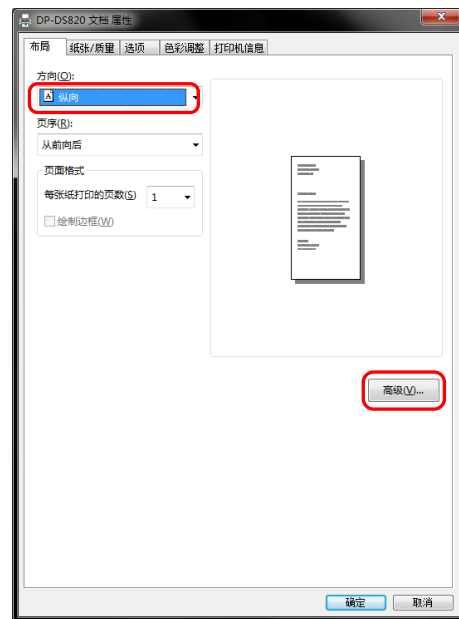 DP-DS820 文档 属性
布局 纸张/质量 选项 色彩调整 打印机信息
方向(O):
A 纵向
页序(R):
从前向后
页面格式
每张纸打印的页数(S) 1
绘制边框(W)
高级(V)...
确定 取消